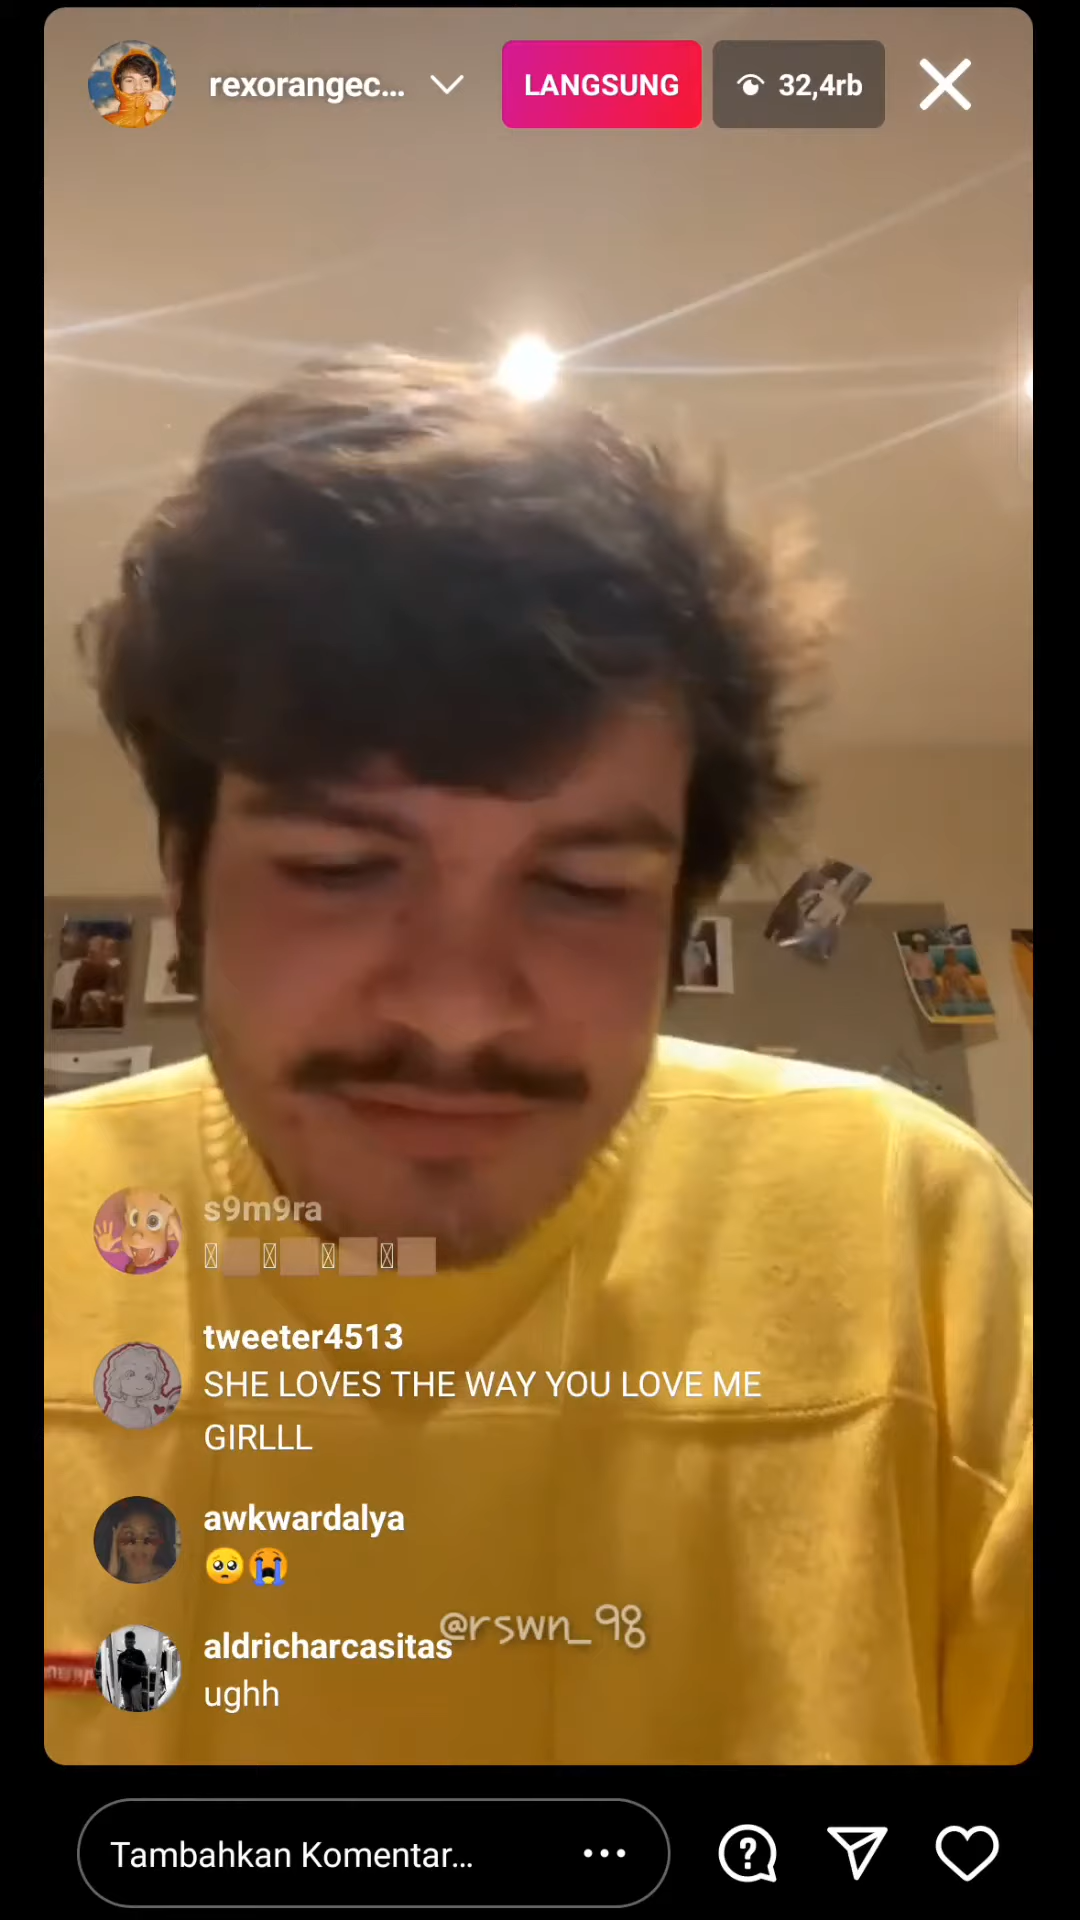 rexorangec...
LANGSUNG
32,4rb
s9m9ra
tweeter4513
SHE LOVES THE WAY YOU LOVE ME
GIRLLL
awkwardalya
🥺😭
@rswn_98
aldricharcasitas
ughh
Tambahkan Komentar...